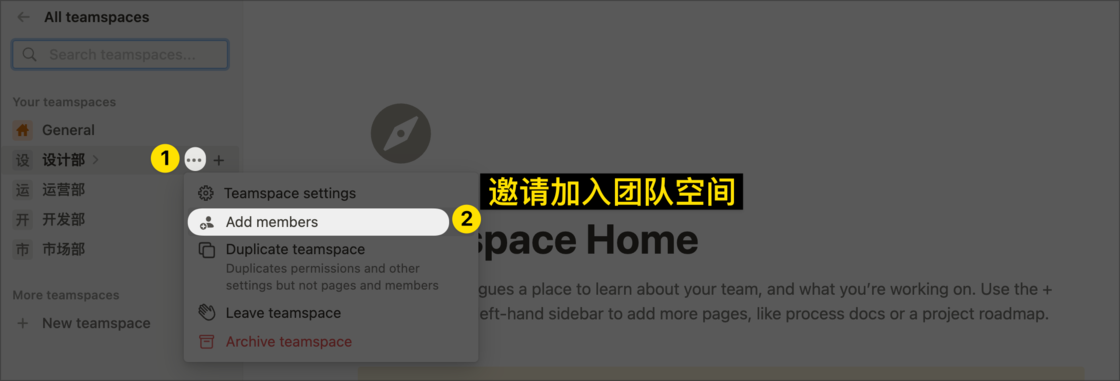 All teamspaces
Search teamspaces...
Your teamspaces
General
设 设计部
1
运 运营部
开 开发部
市 市场部
More teamspaces
New teamspace
Teamspace settings
Add members
2
Duplicate teamspace
Duplicates permissions and other
settings but not pages and members
Leave teamspace
Archive teamspace
邀请加入团队空间
space Home
gues a place to learn about your team, and what you’re working on. Use the +
eft-hand sidebar to add more pages, like process docs or a project roadmap.